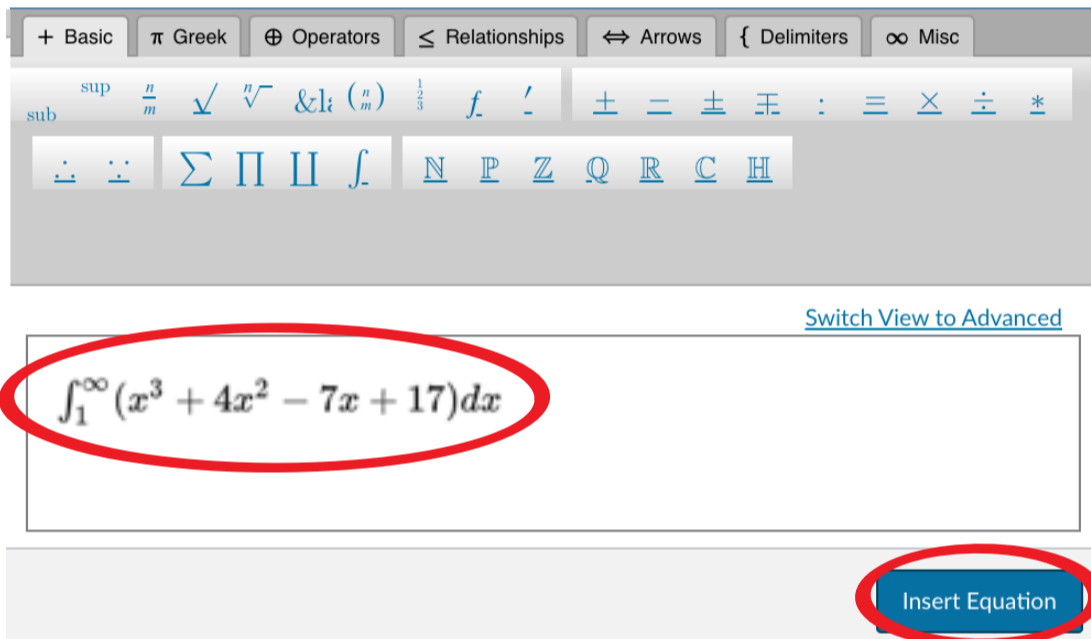 + Basic π Greek ⊕ Operators ≤ Relationships ⇔ Arrows { Delimiters ∞ Misc
sub sup n/m √ ⁿ√ &la (n m) 1 2 3 f ′ + − ± ∓ : = × ÷ *
∴ ∵ ∑ ∏ ∐ ∫ ℕ ℙ ℤ ℚ ℝ ℂ ℍ
Switch View to Advanced
∫₁^∞ (x³ + 4x² − 7x + 17)dx
Insert Equation